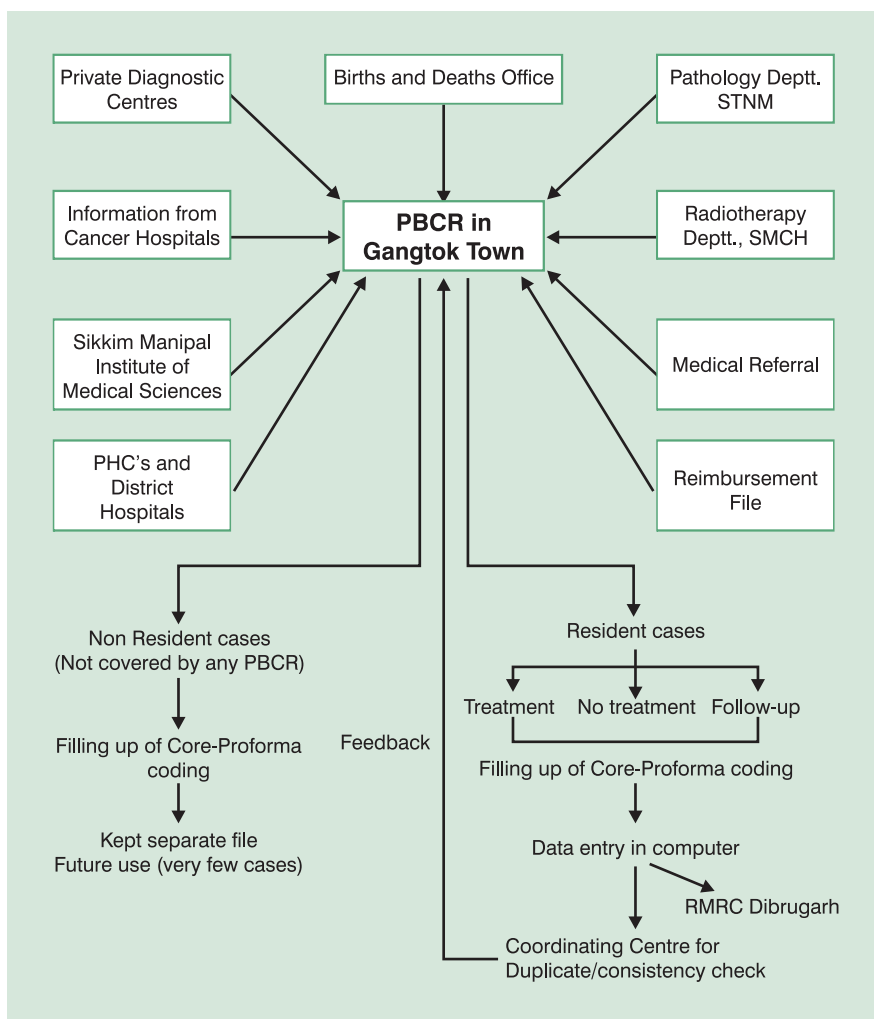 Private Diagnostic
Centres
Births and Deaths Office
Pathology Deptt.
STNM
Information from
Cancer Hospitals
PBCR in
Gangtok Town
Radiotherapy
Deptt., SMCH
Sikkim Manipal
Institute of
Medical Sciences
Medical Referral
PHC's and
District
Hospitals
Reimbursement
File
Non Resident cases
(Not covered by any PBCR)
Filling up of Core-Proforma
coding
Kept separate file
Future use (very few cases)
Feedback
Resident cases
Treatment
No treatment
Follow-up
Filling up of Core-Proforma coding
Data entry in computer
RMRC Dibrugarh
Coordinating Centre for
Duplicate/consistency check